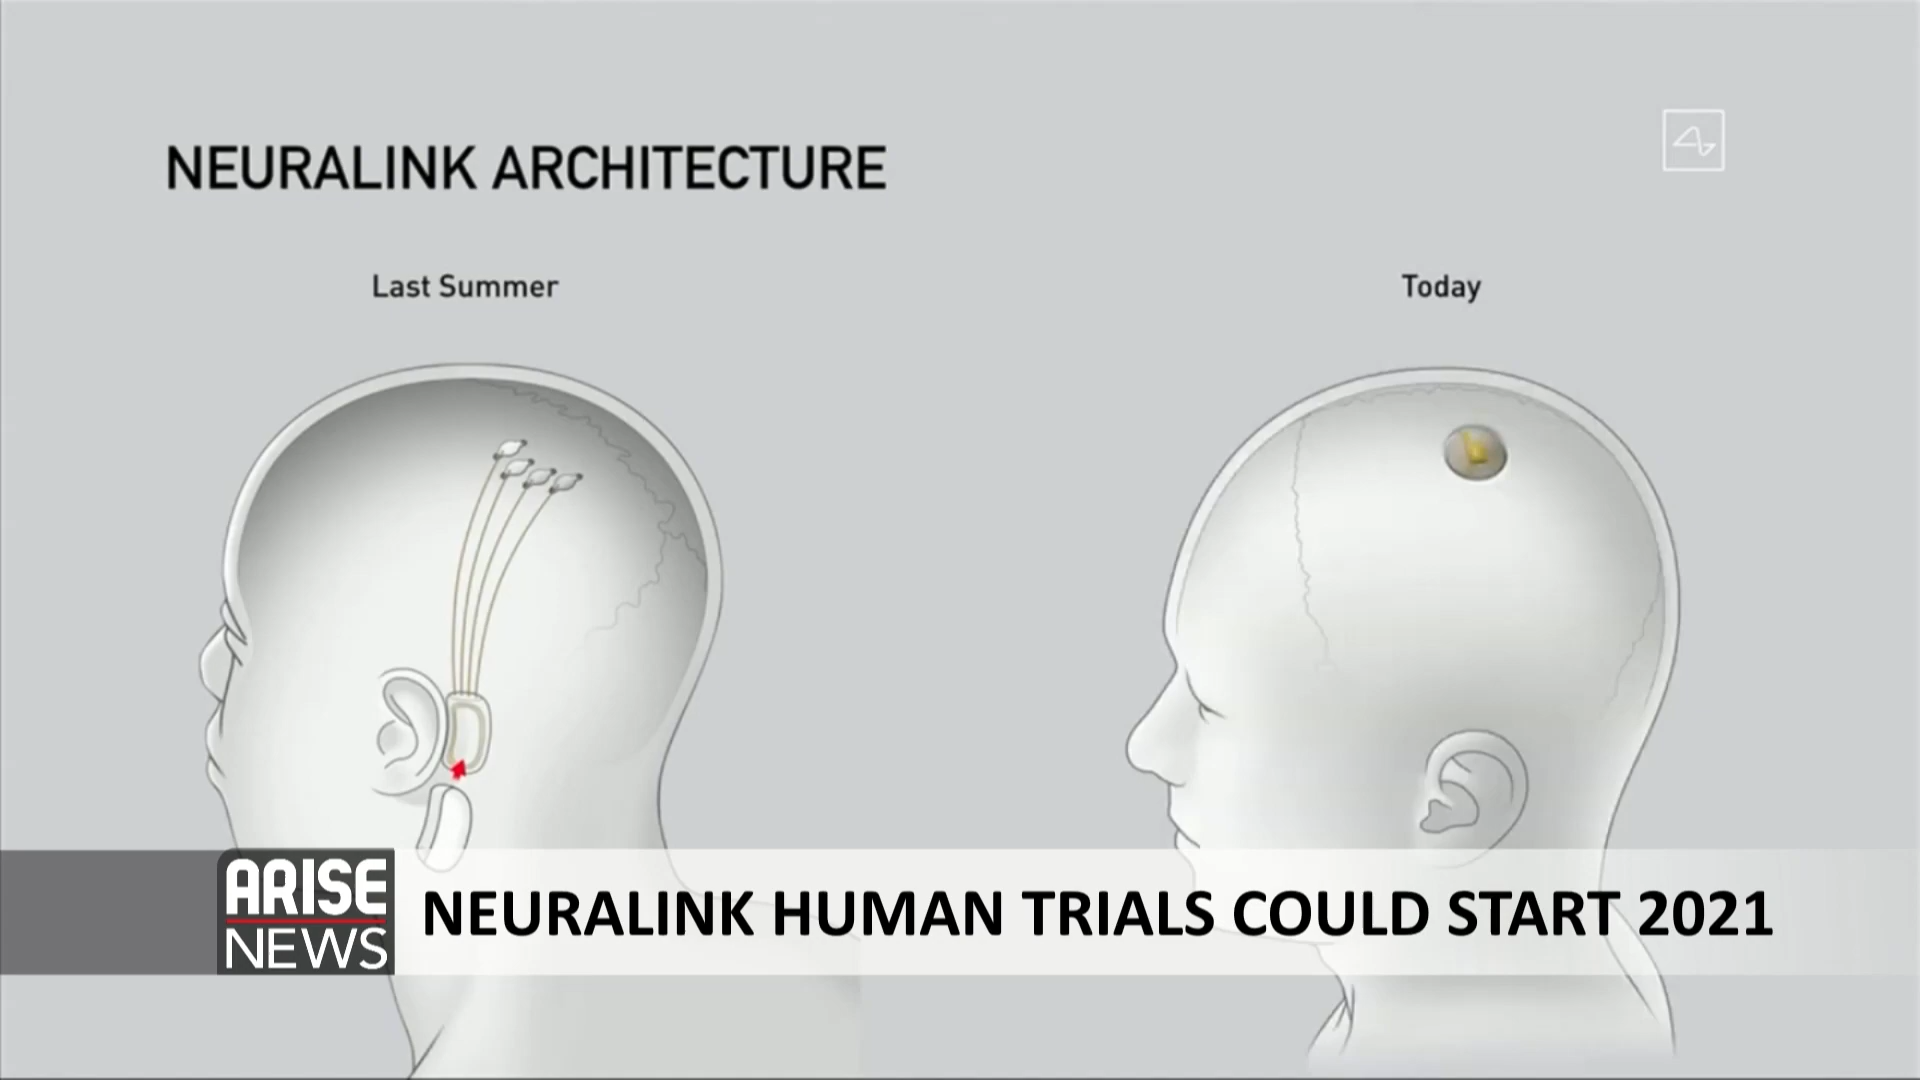 NEURALINK ARCHITECTURE
Last Summer
Today
ARISE
NEWS
NEURALINK HUMAN TRIALS COULD START 2021